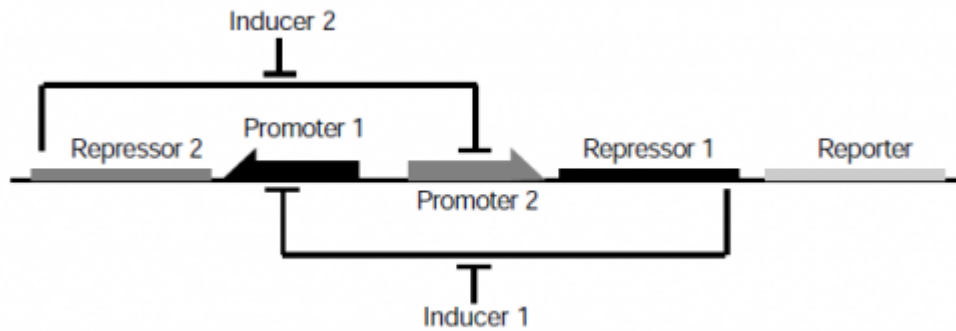 Inducer 2
Repressor 2
Promoter 1
Repressor 1
Reporter
Promoter 2
Inducer 1